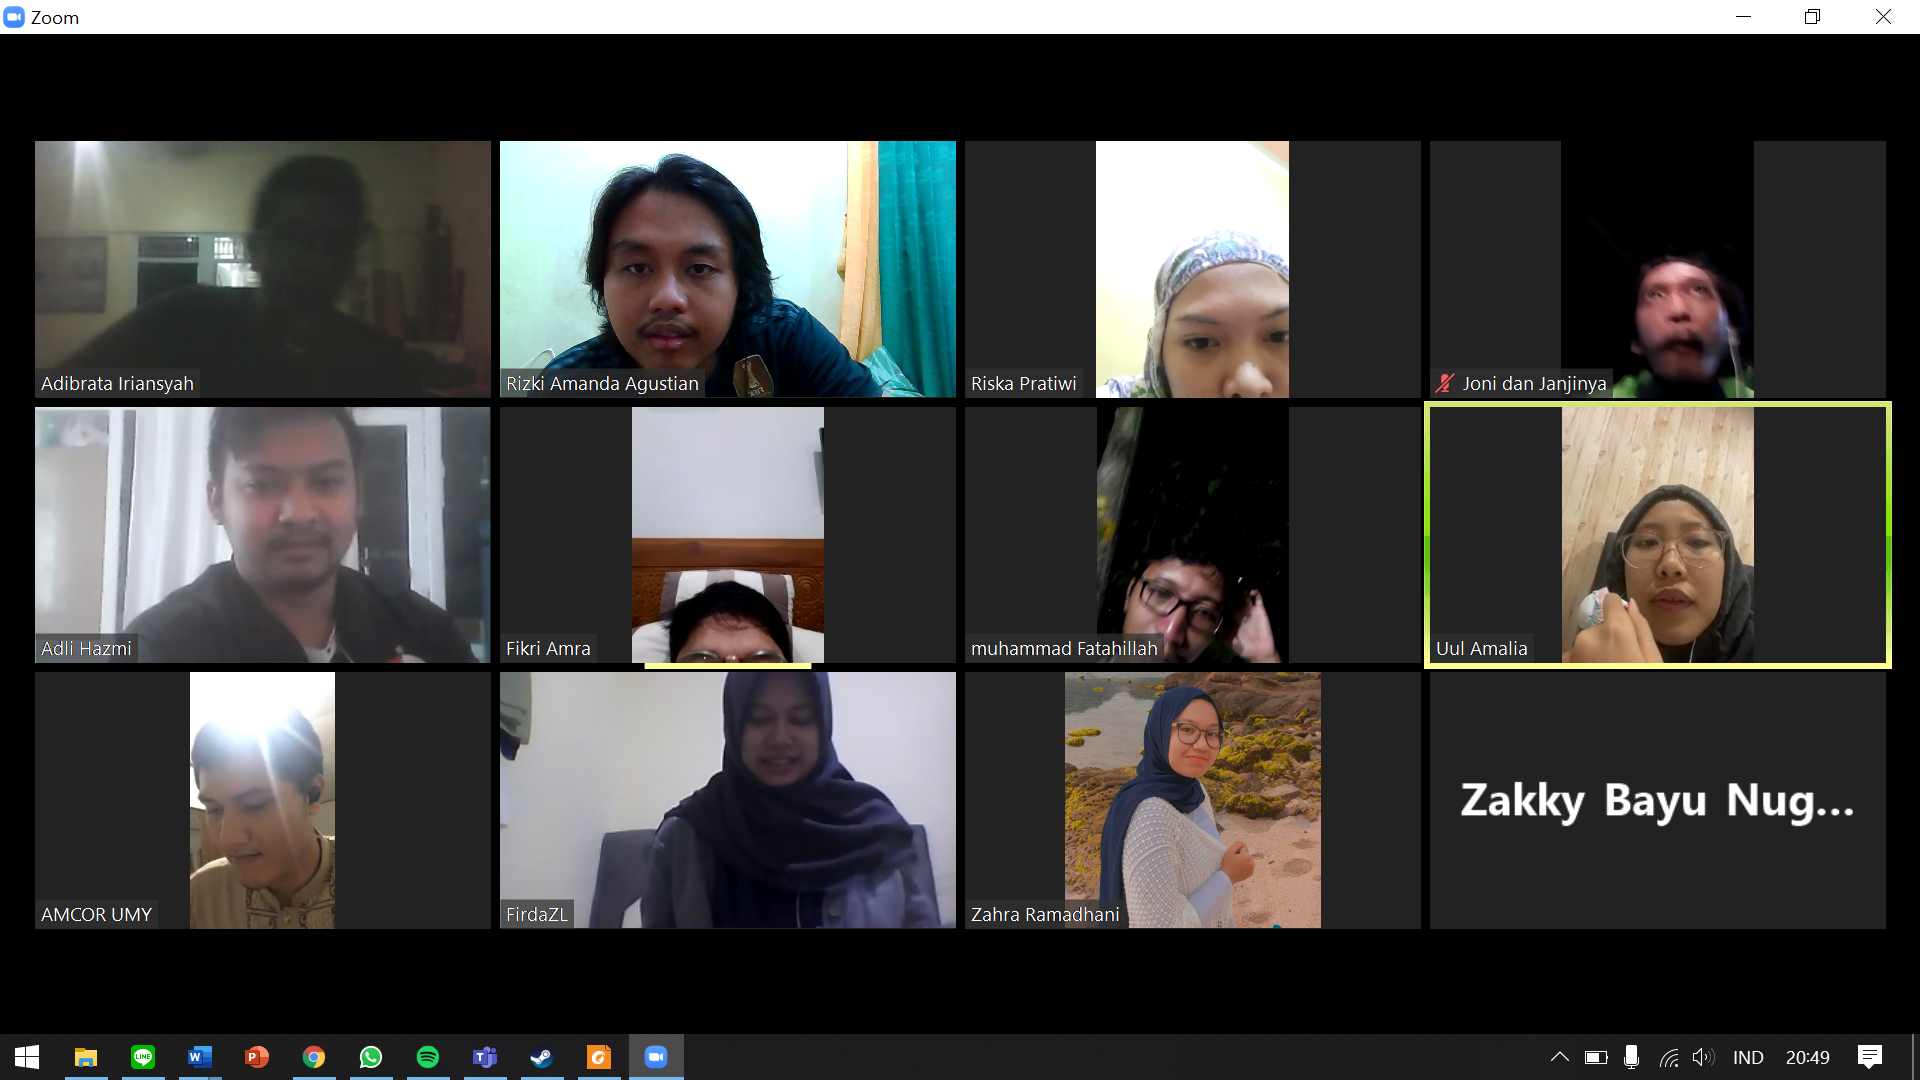 Zoom
Adibrata Iriansyah
Rizki Amanda Agustian
Riska Pratiwi
Joni dan Janjinya
Adli Hazmi
Fikri Amra
muhammad Fatahillah
Uul Amalia
AMCOR UMY
FirdaZL
Zahra Ramadhani
Zakky Bayu Nug...
LINE
W
P
T
G
IND
20:49